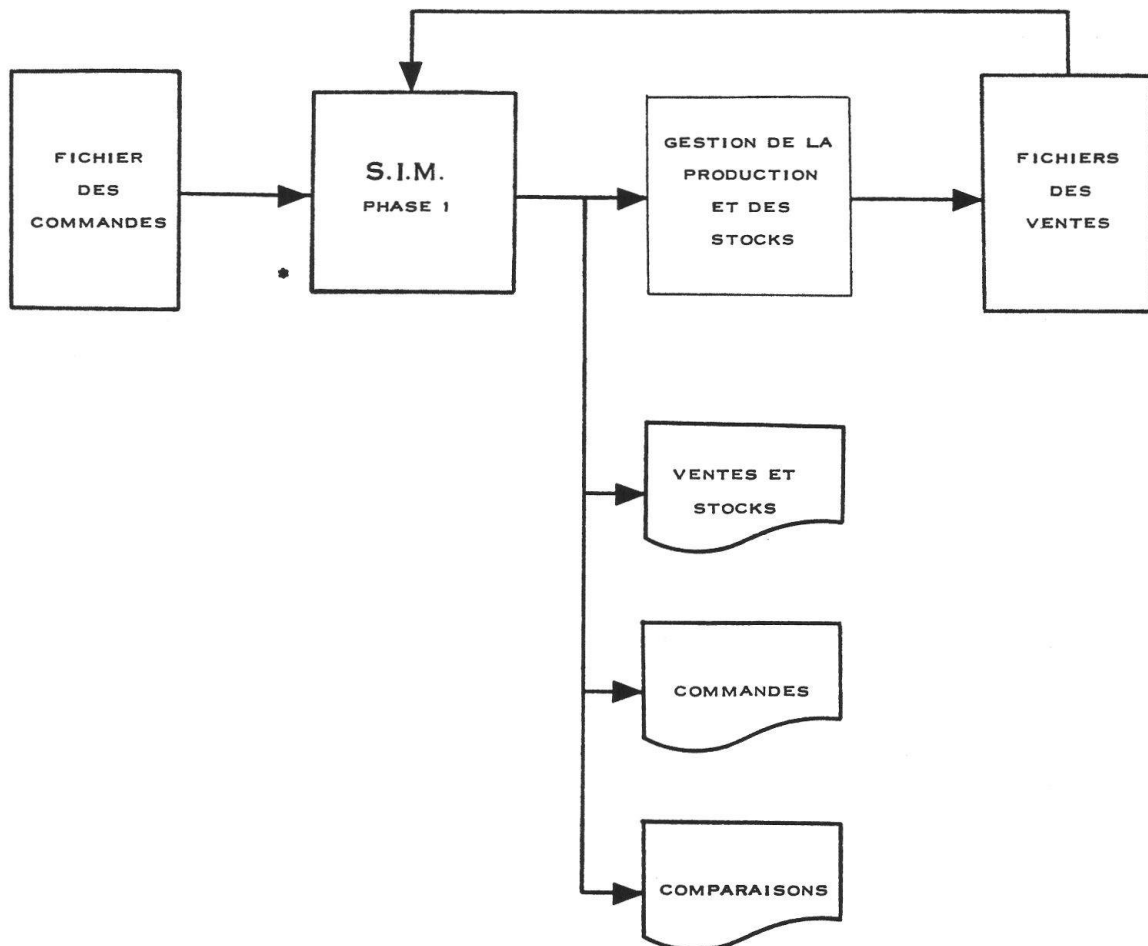 FICHIER
DES
COMMANDES
S.I.M.
PHASE 1
*
GESTION DE LA
PRODUCTION
ET DES
STOCKS
FICHIERS
DES
VENTES
VENTES ET
STOCKS
COMMANDES
COMPARAISONS